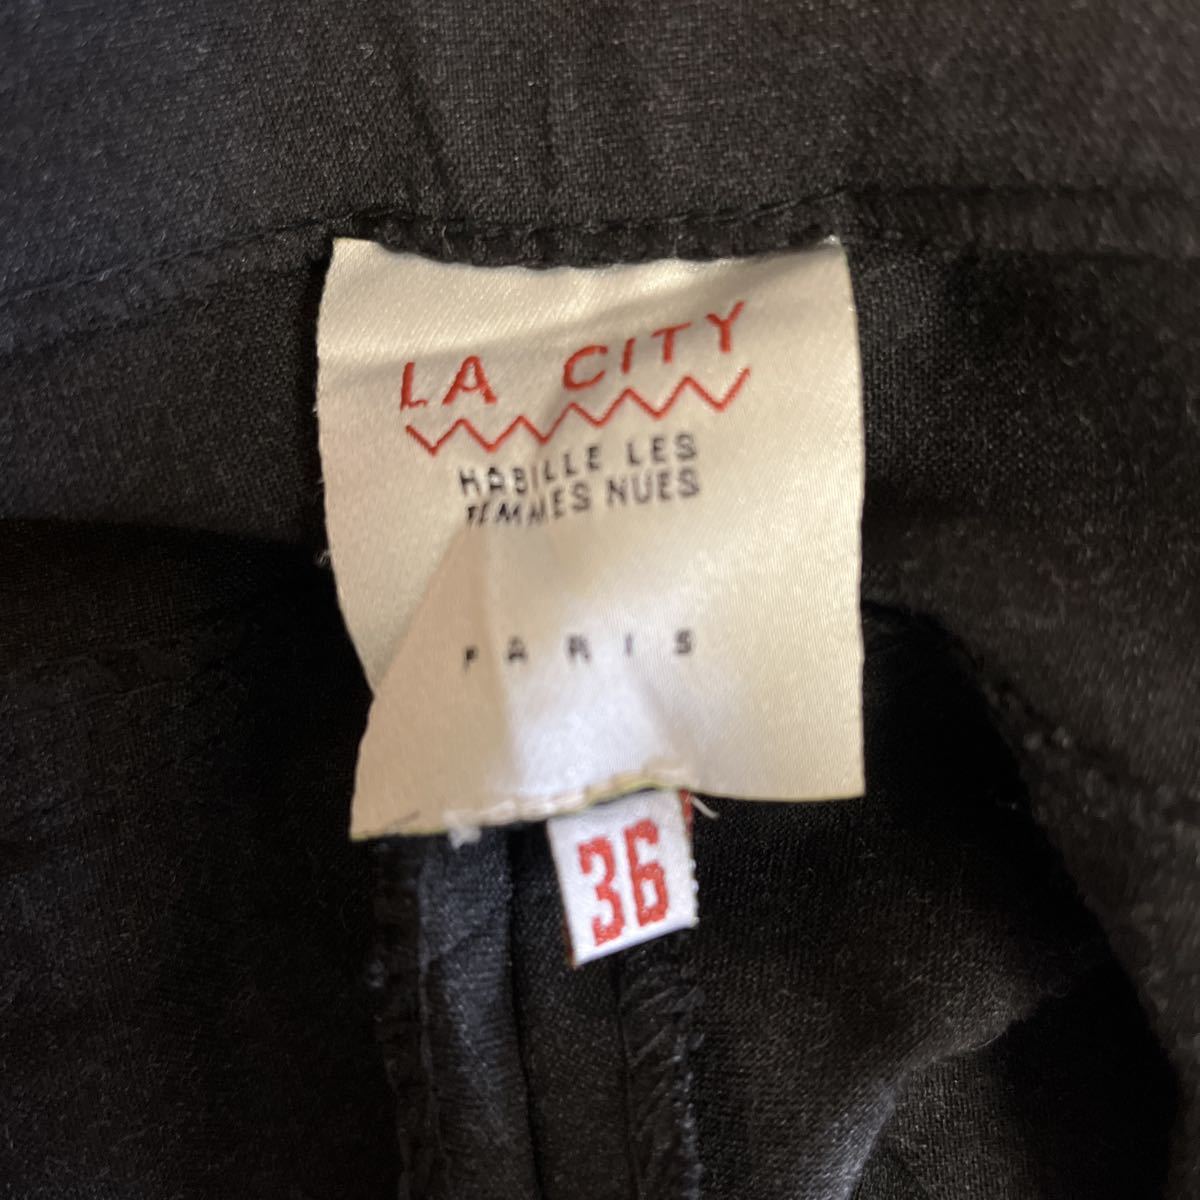 LA CITY
HABILLE LES
FEMMES NUES
PARIS
36